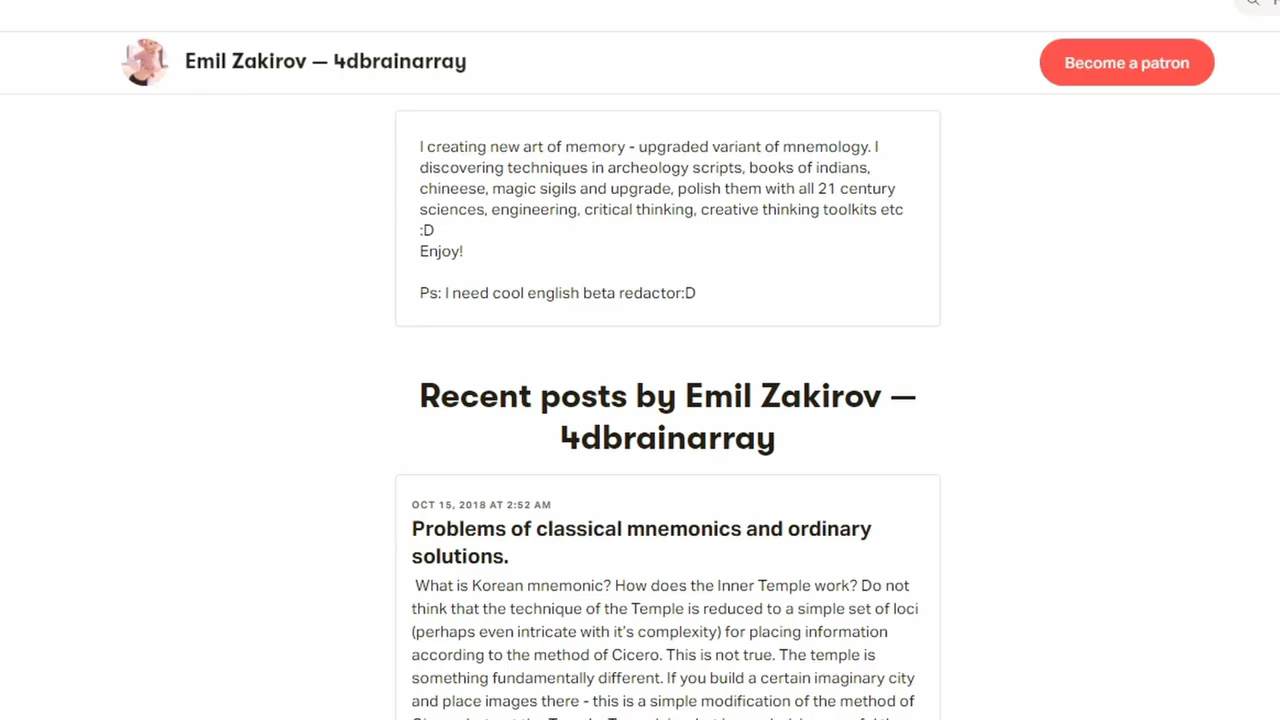 Emil Zakirov — 4dbrainarray
Become a patron
I creating new art of memory - upgraded variant of mnemology. I
discovering techniques in archeology scripts, books of indians,
chineese, magic sigils and upgrade, polish them with all 21 century
sciences, engineering, critical thinking, creative thinking toolkits etc
:D
Enjoy!
Ps: I need cool english beta redactor:D
Recent posts by Emil Zakirov —
4dbrainarray
OCT 15, 2018 AT 2:52 AM
Problems of classical mnemonics and ordinary
solutions.
What is Korean mnemonic? How does the Inner Temple work? Do not
think that the technique of the Temple is reduced to a simple set of loci
(perhaps even intricate with it's complexity) for placing information
according to the method of Cicero. This is not true. The temple is
something fundamentally different. If you build a certain imaginary city
and place images there - this is a simple modification of the method of